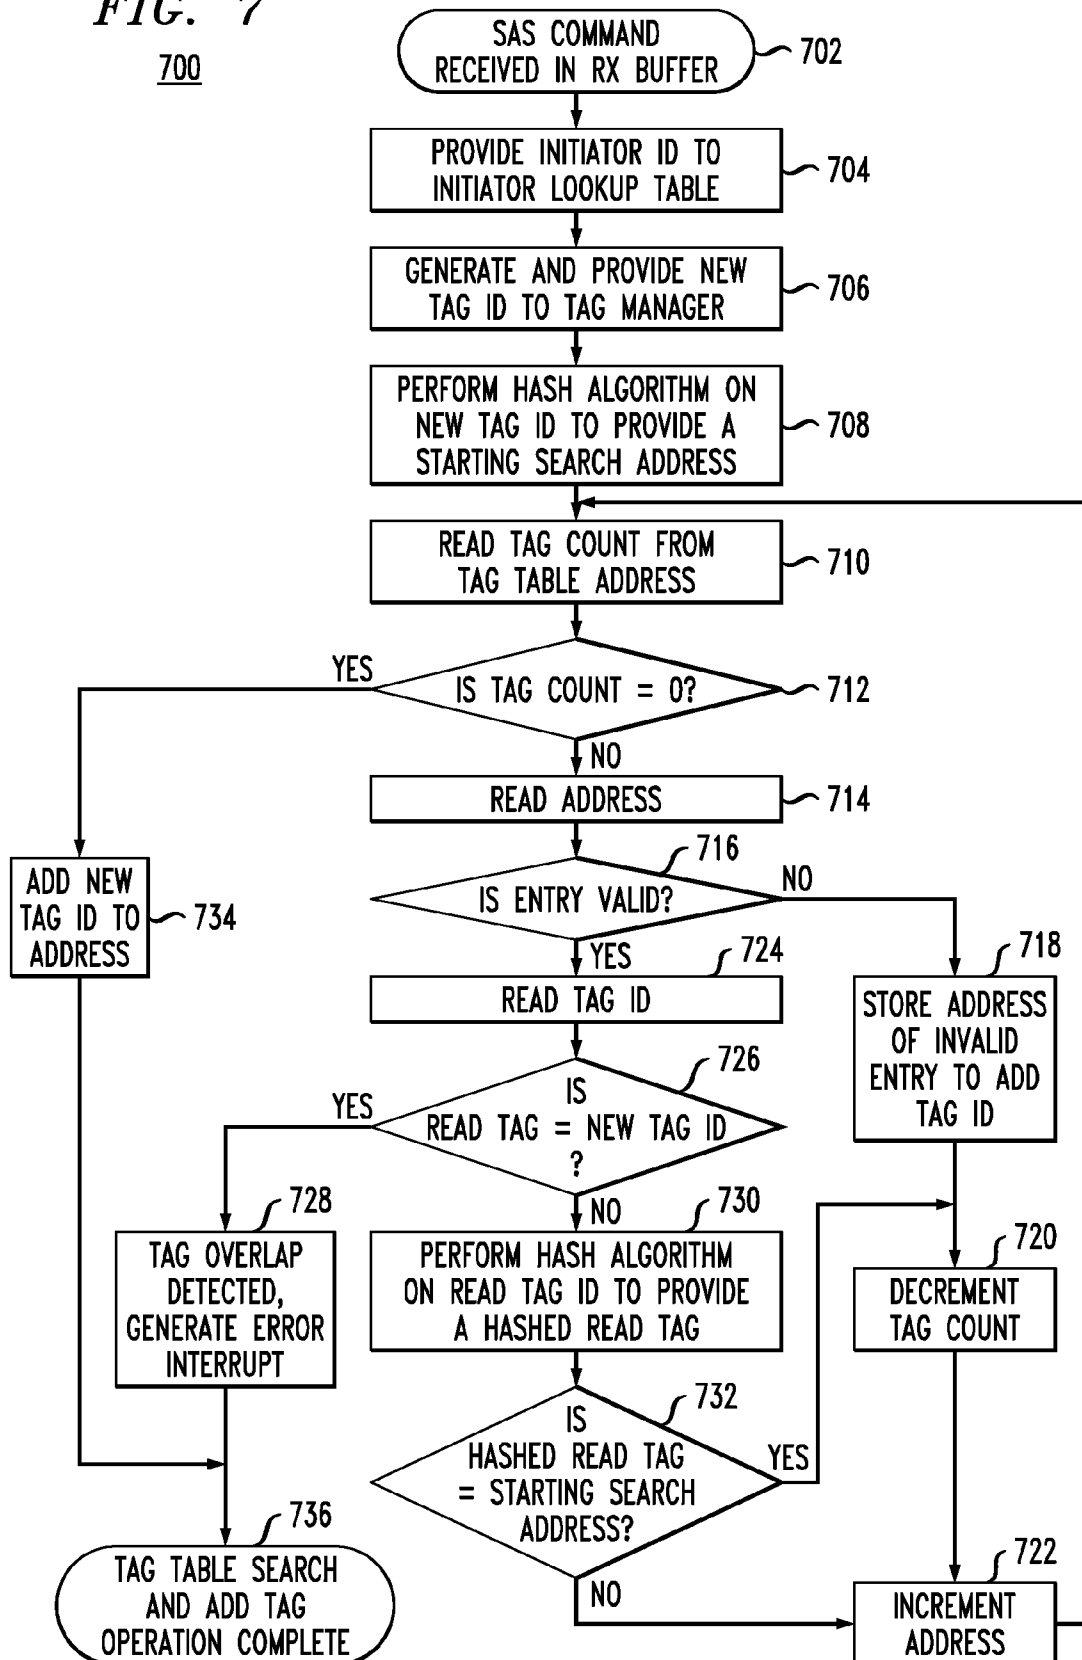 FIG. 7
700
SAS COMMAND
RECEIVED IN RX BUFFER
702
PROVIDE INITIATOR ID TO
INITIATOR LOOKUP TABLE
704
GENERATE AND PROVIDE NEW
TAG ID TO TAG MANAGER
706
PERFORM HASH ALGORITHM ON
NEW TAG ID TO PROVIDE A
STARTING SEARCH ADDRESS
708
READ TAG COUNT FROM
TAG TABLE ADDRESS
710
IS TAG COUNT = 0?
712
YES
NO
READ ADDRESS
714
IS ENTRY VALID?
716
NO
YES
ADD NEW
TAG ID TO
ADDRESS
734
READ TAG ID
724
STORE ADDRESS
OF INVALID
ENTRY TO ADD
TAG ID
718
IS
READ TAG = NEW TAG ID
?
726
YES
NO
TAG OVERLAP
DETECTED,
GENERATE ERROR
INTERRUPT
728
PERFORM HASH ALGORITHM
ON READ TAG ID TO PROVIDE
A HASHED READ TAG
730
DECREMENT
TAG COUNT
720
IS
HASHED READ TAG
= STARTING SEARCH
ADDRESS?
732
YES
NO
TAG TABLE SEARCH
AND ADD TAG
OPERATION COMPLETE
736
INCREMENT
ADDRESS
722